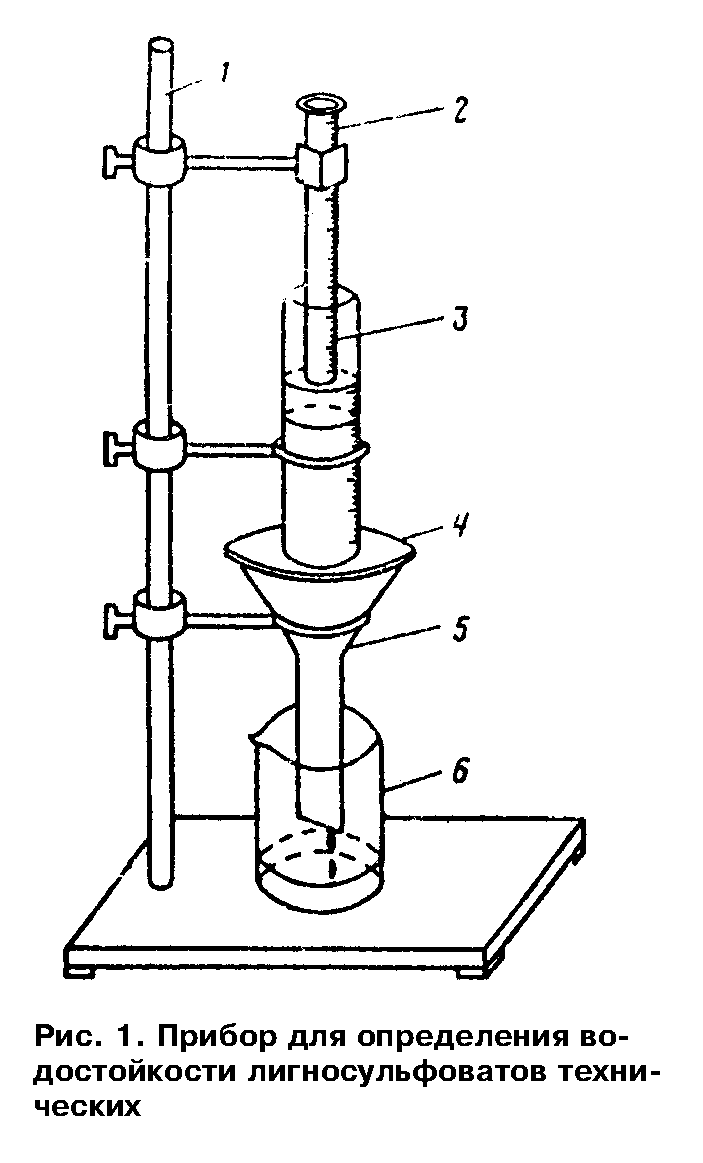 1
2
3
4
5
6
Рис. 1. Прибор для определения во-
достойкости лигносульфоватов техни-
ческих